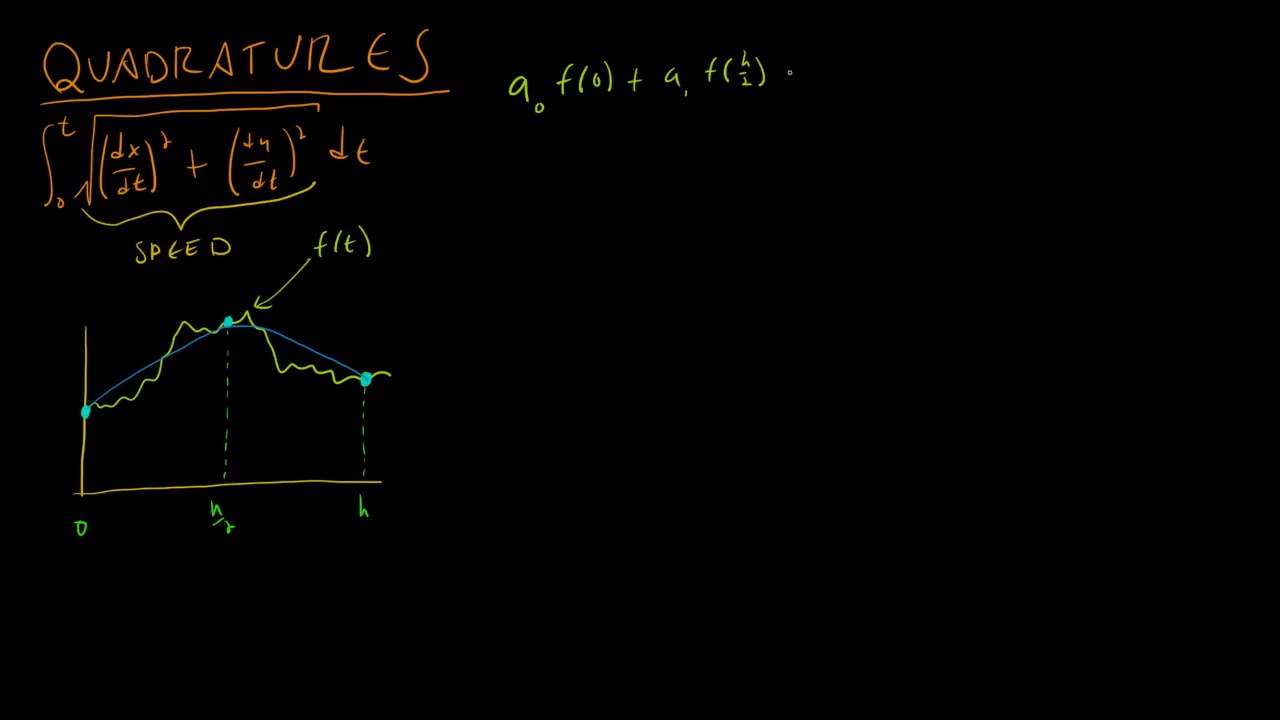 QUADRATURES
a₀ f(0) + a₁ f(h/2)
∫₀ᵗ √((dx/dt)² + (dy/dt)²) dt
SPEED
f(t)
0 h/2 h